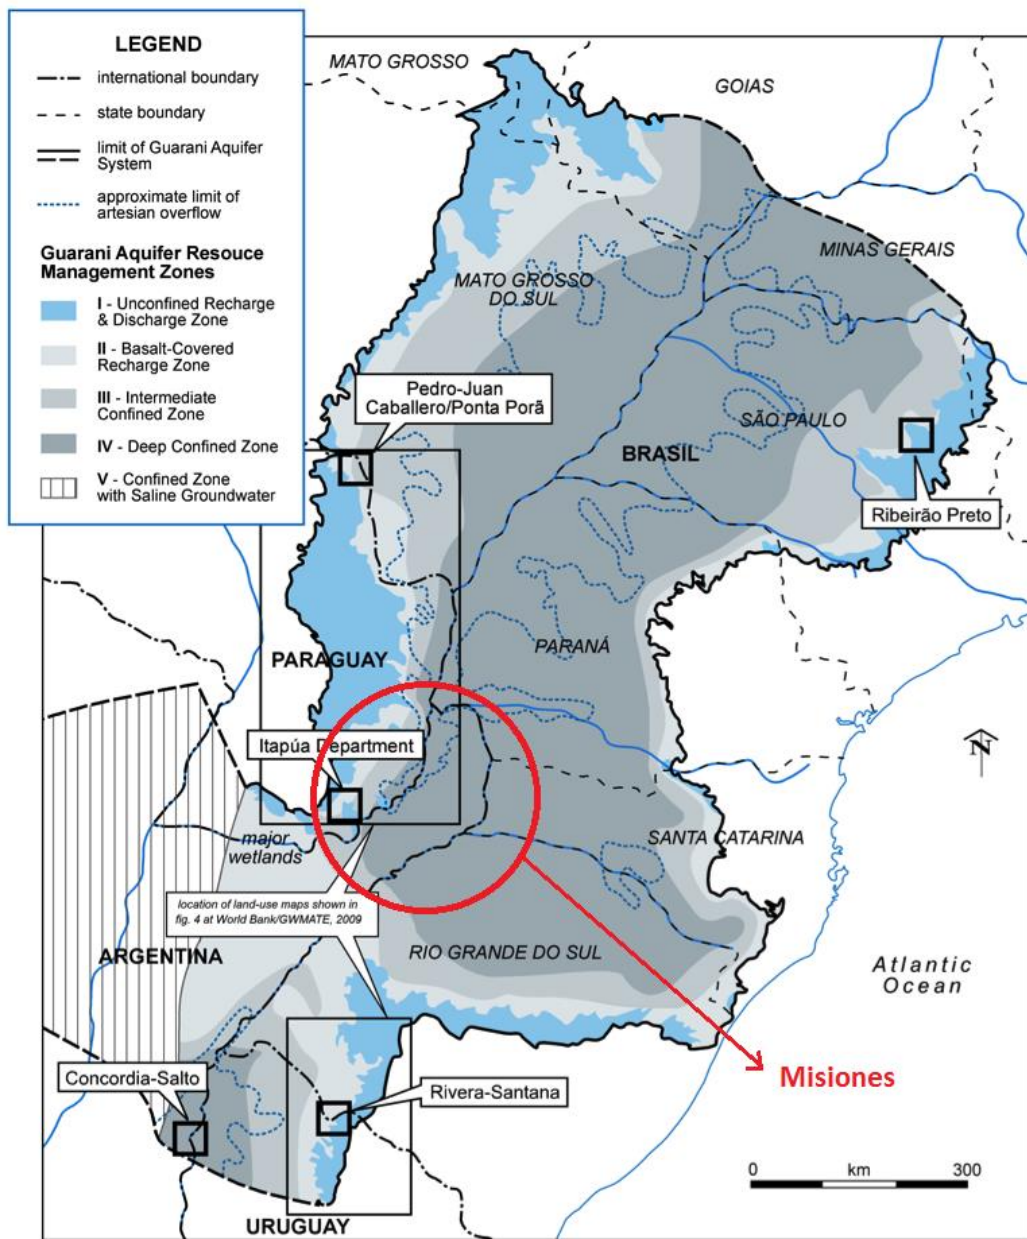 LEGEND
international boundary
state boundary
limit of Guarani Aquifer
System
approximate limit of
artesian overflow
Guarani Aquifer Resouce
Management Zones
I - Unconfined Recharge
& Discharge Zone
II - Basalt-Covered
Recharge Zone
III - Intermediate
Confined Zone
IV - Deep Confined Zone
V - Confined Zone
with Saline Groundwater
MATO GROSSO
GOIAS
MINAS GERAIS
MATO GROSSO
DO SUL
Pedro-Juan
Caballero/Ponta Porã
SÃO PAULO
BRASIL
Ribeirão Preto
PARANÁ
PARAGUAY
Itapúa Department
N
major
wetlands
SANTA CATARINA
location of land-use maps shown in
fig. 4 at World Bank/GWMATE, 2009
ARGENTINA
RIO GRANDE DO SUL
Atlantic
Ocean
Concordia-Salto
Misiones
Rivera-Santana
0 km 300
URUGUAY